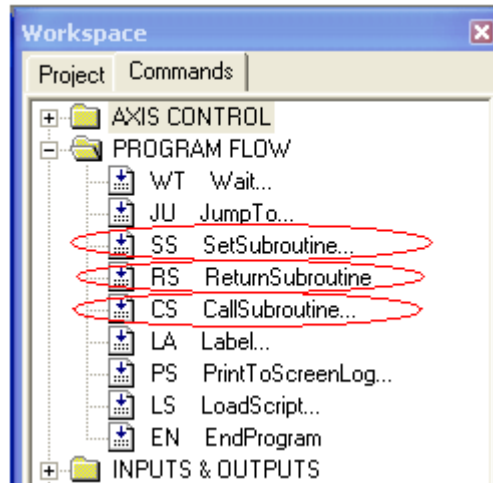 Workspace
Project Commands
AXIS CONTROL
PROGRAM FLOW
WT Wait...
JU JumpTo...
SS SetSubroutine...
RS ReturnSubroutine
CS CallSubroutine...
LA Label...
PS PrintToScreenLog...
LS LoadScript...
EN EndProgram
INPUTS & OUTPUTS